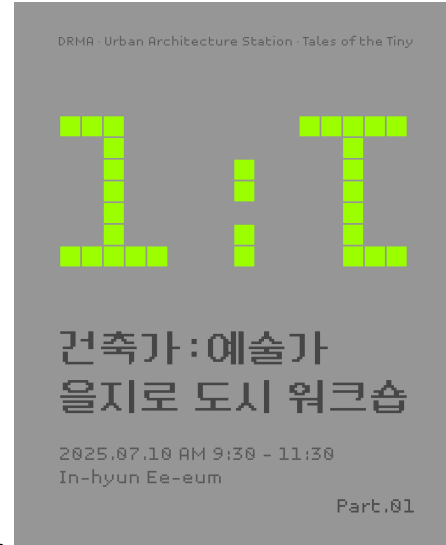 DRMA · Urban Architecture Station · Tales of the Tiny
1:T
건축가:예술가
을지로 도시 워크숍
2025.07.10 AM 9:30 - 11:30
In-hyun Ee-eum
Part.01